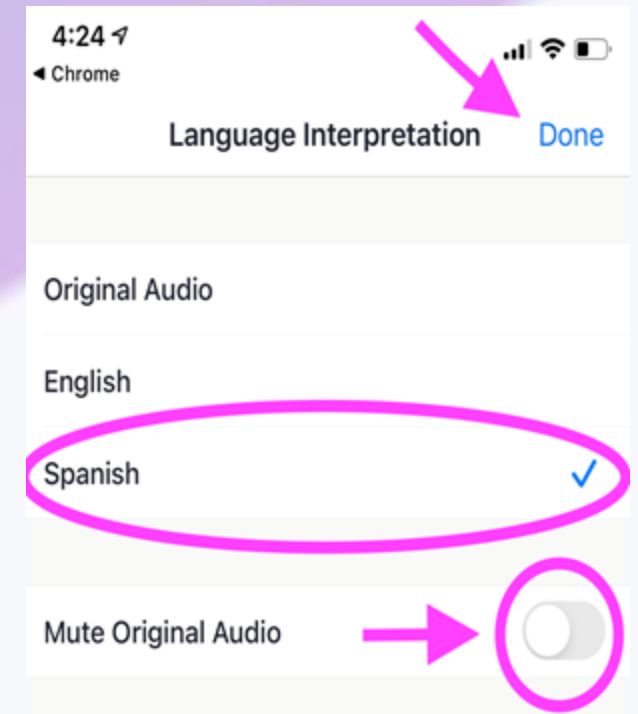 4:24
Chrome
Language Interpretation Done
Original Audio
English
Spanish
Mute Original Audio